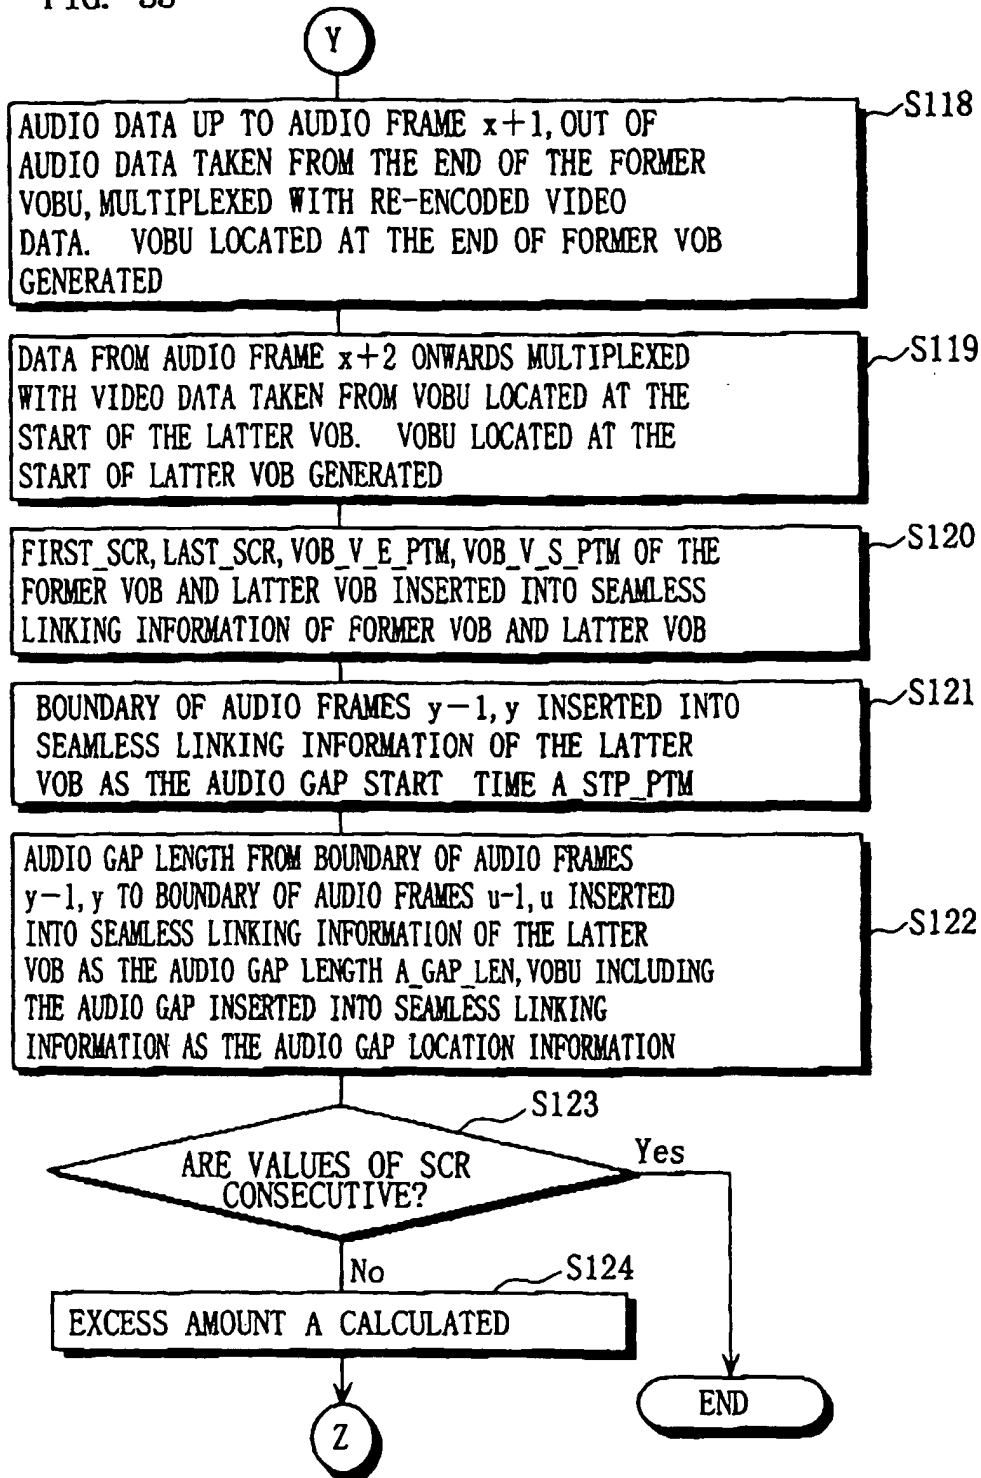 Y
AUDIO DATA UP TO AUDIO FRAME x+1, OUT OF
AUDIO DATA TAKEN FROM THE END OF THE FORMER
VOBU, MULTIPLEXED WITH RE-ENCODED VIDEO
DATA. VOBU LOCATED AT THE END OF FORMER VOB
GENERATED
S118
DATA FROM AUDIO FRAME x+2 ONWARDS MULTIPLEXED
WITH VIDEO DATA TAKEN FROM VOBU LOCATED AT THE
START OF THE LATTER VOB. VOBU LOCATED AT THE
START OF LATTER VOB GENERATED
S119
FIRST_SCR, LAST_SCR, VOB_V_E_PTM, VOB_V_S_PTM OF THE
FORMER VOB AND LATTER VOB INSERTED INTO SEAMLESS
LINKING INFORMATION OF FORMER VOB AND LATTER VOB
S120
BOUNDARY OF AUDIO FRAMES y-1, y INSERTED INTO
SEAMLESS LINKING INFORMATION OF THE LATTER
VOB AS THE AUDIO GAP START TIME A STP_PTM
S121
AUDIO GAP LENGTH FROM BOUNDARY OF AUDIO FRAMES
y-1, y TO BOUNDARY OF AUDIO FRAMES u-1, u INSERTED
INTO SEAMLESS LINKING INFORMATION OF THE LATTER
VOB AS THE AUDIO GAP LENGTH A_GAP_LEN, VOBU INCLUDING
THE AUDIO GAP INSERTED INTO SEAMLESS LINKING
INFORMATION AS THE AUDIO GAP LOCATION INFORMATION
S122
S123
ARE VALUES OF SCR
CONSECUTIVE?
Yes
No
S124
EXCESS AMOUNT A CALCULATED
END
Z